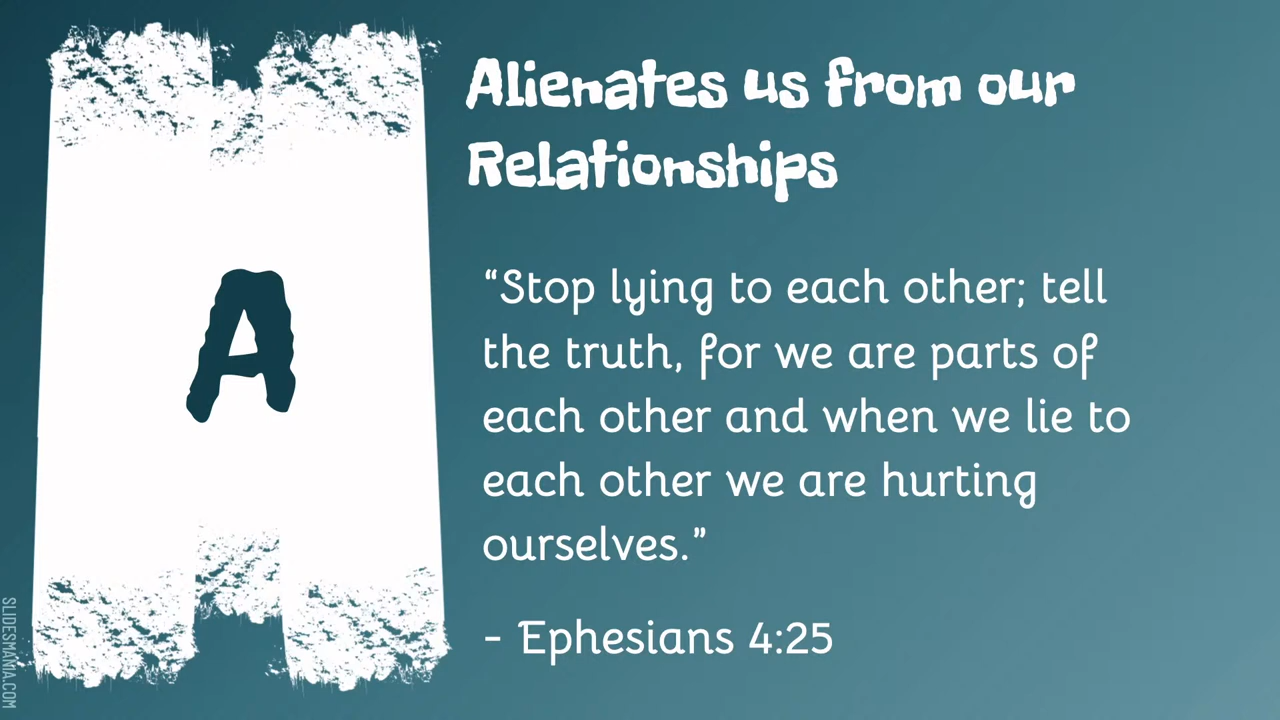 Alienates us from our
Relationships
A
“Stop lying to each other; tell
the truth, for we are parts of
each other and when we lie to
each other we are hurting
ourselves.”
- Ephesians 4:25
SLIDESMANIA.COM